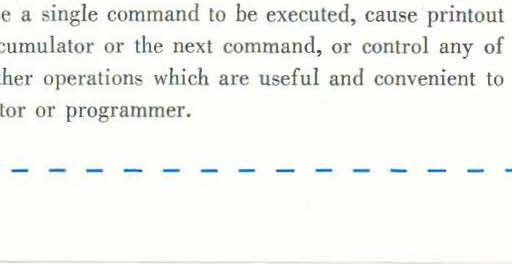 e a single command to be executed, cause printout
cumulator or the next command, or control any of
her operations which are useful and convenient to
tor or programmer.